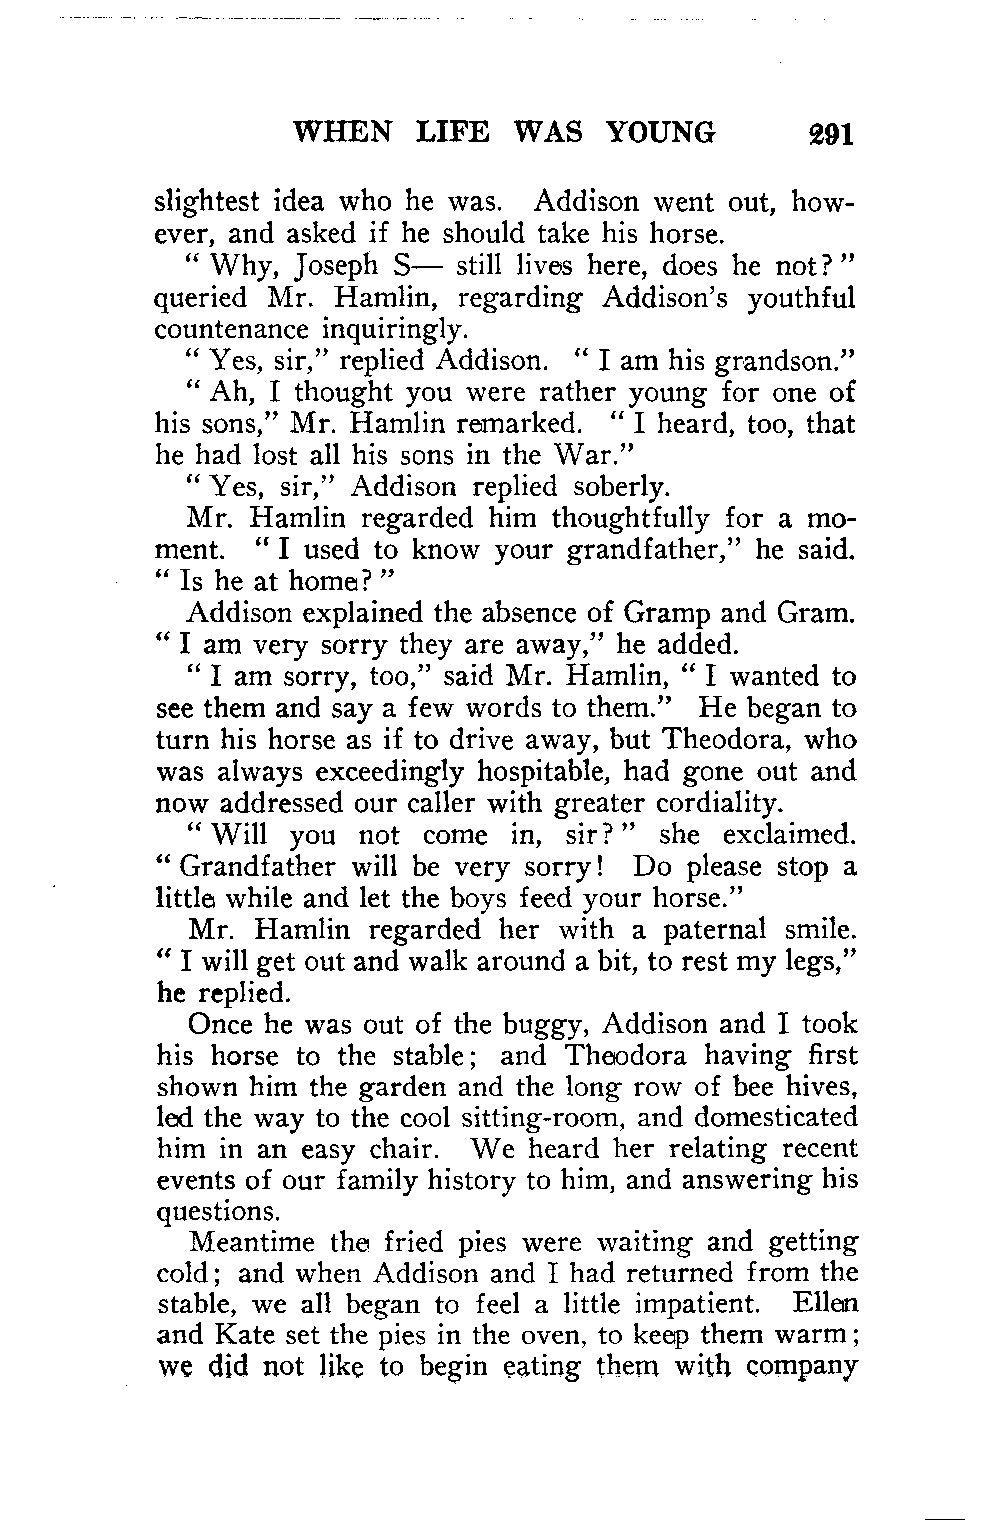 WHEN LIFE WAS YOUNG 291
slightest idea who he was. Addison went out, how-
ever, and asked if he should take his horse.
“ Why, Joseph S— still lives here, does he not? ”
queried Mr. Hamlin, regarding Addison’s youthful
countenance inquiringly.
“ Yes, sir,” replied Addison. “ I am his grandson.”
“ Ah, I thought you were rather young for one of
his sons,” Mr. Hamlin remarked. “ I heard, too, that
he had lost all his sons in the War.”
“ Yes, sir,” Addison replied soberly.
Mr. Hamlin regarded him thoughtfully for a mo-
ment. “ I used to know your grandfather,” he said.
“ Is he at home? ”
Addison explained the absence of Gramp and Gram.
“ I am very sorry they are away,” he added.
“ I am sorry, too,” said Mr. Hamlin, “ I wanted to
see them and say a few words to them.” He began to
turn his horse as if to drive away, but Theodora, who
was always exceedingly hospitable, had gone out and
now addressed our caller with greater cordiality.
“ Will you not come in, sir? ” she exclaimed.
“ Grandfather will be very sorry! Do please stop a
little while and let the boys feed your horse.”
Mr. Hamlin regarded her with a paternal smile.
“ I will get out and walk around a bit, to rest my legs,”
he replied.
Once he was out of the buggy, Addison and I took
his horse to the stable; and Theodora having first
shown him the garden and the long row of bee hives,
led the way to the cool sitting-room, and domesticated
him in an easy chair. We heard her relating recent
events of our family history to him, and answering his
questions.
Meantime the fried pies were waiting and getting
cold; and when Addison and I had returned from the
stable, we all began to feel a little impatient. Ellen
and Kate set the pies in the oven, to keep them warm;
we did not like to begin eating them with company